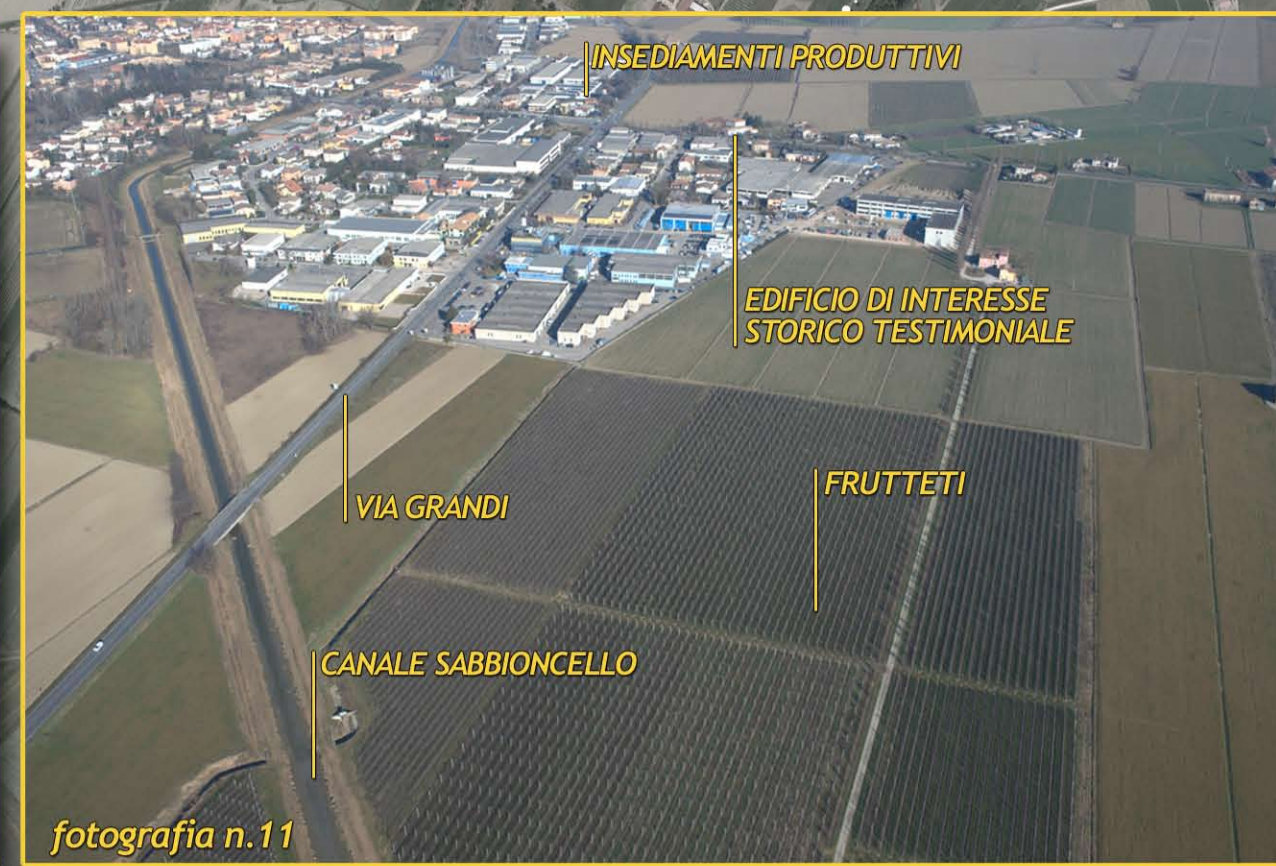 INSEDIAMENTI PRODUTTIVI
EDIFICIO DI INTERESSE
STORICO TESTIMONIALE
VIA GRANDI
FRUTTETI
CANALE SABBIONCELLO
fotografia n.11